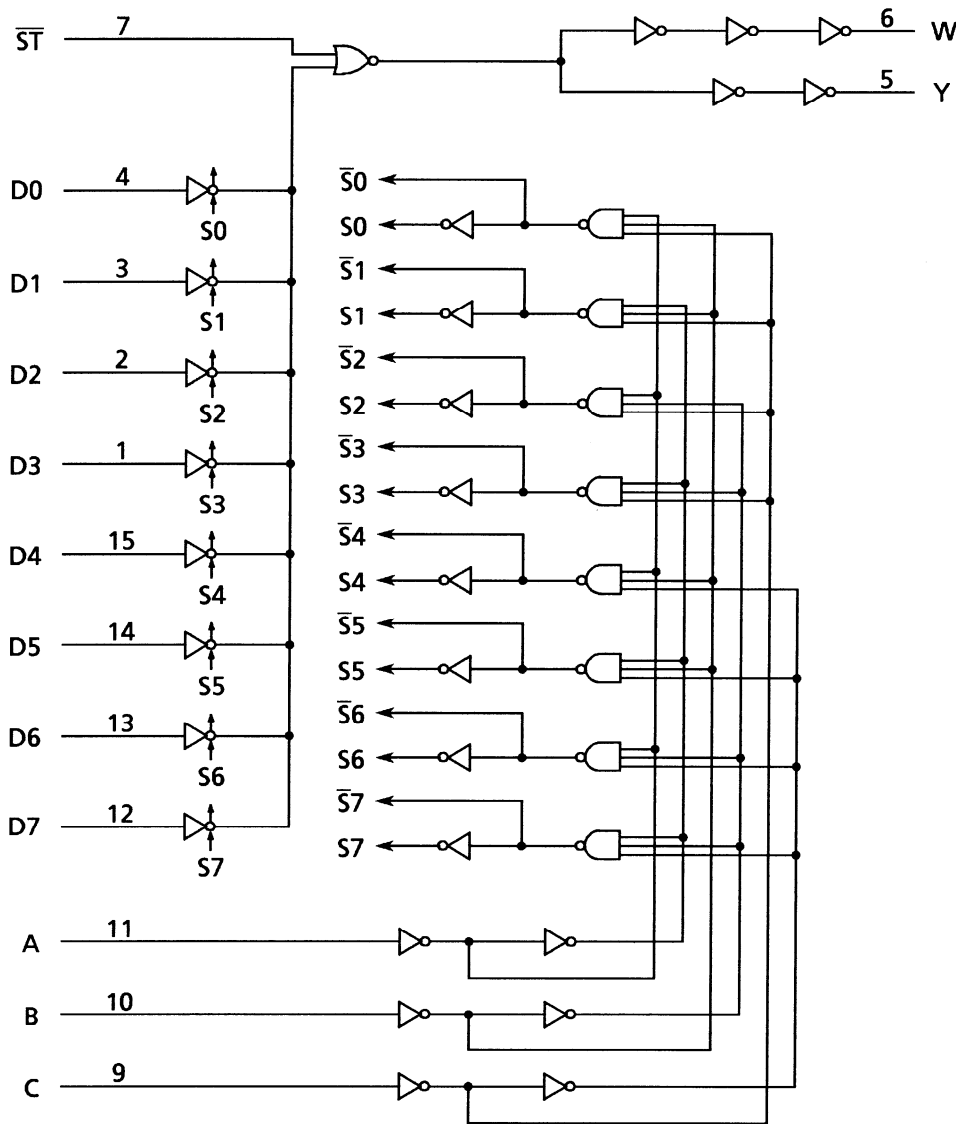 S̅T̅ 7 6 W
5 Y
D0 4 S̅0̅
S0 S0
D1 3 S̅1̅
S1 S1
D2 2 S̅2̅
S2 S2
D3 1 S̅3̅
S3 S3
D4 15 S̅4̅
S4 S4
D5 14 S̅5̅
S5 S5
D6 13 S̅6̅
S6 S6
D7 12 S̅7̅
S7 S7
A 11
B 10
C 9